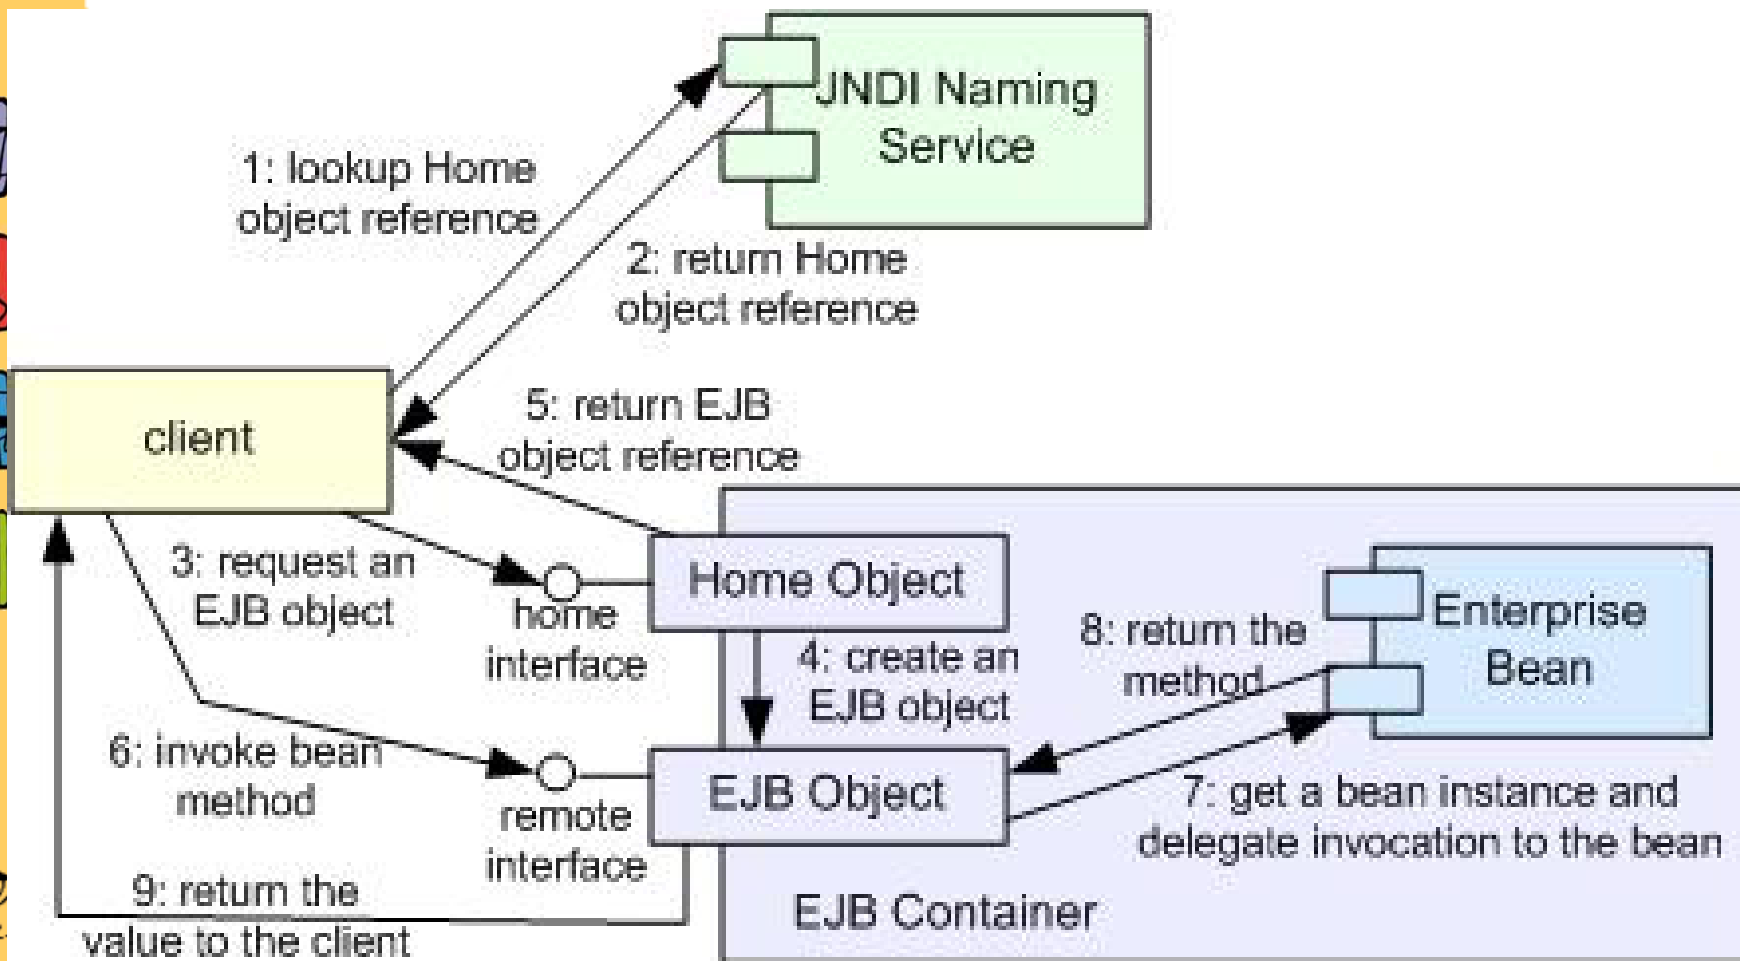 JNDI Naming
Service
1: lookup Home
object reference
2: return Home
object reference
client
5: return EJB
object reference
3: request an
EJB object
home
interface
Home Object
4: create an
EJB object
8: return the
method
Enterprise
Bean
6: invoke bean
method
remote
interface
EJB Object
7: get a bean instance and
delegate invocation to the bean
9: return the
value to the client
EJB Container